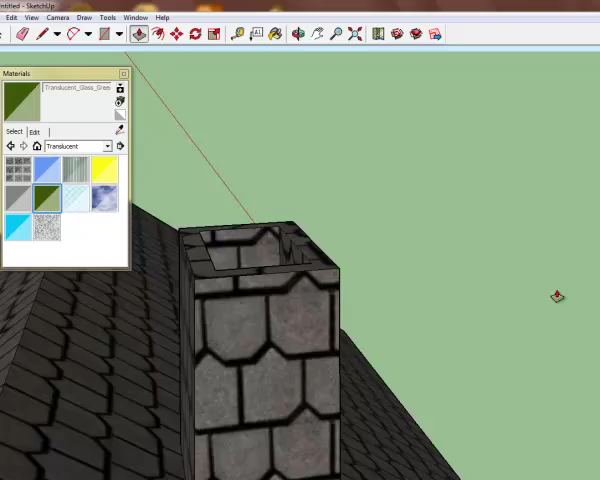 ntitled - SketchUp
Edit View Camera Draw Tools Window Help
Materials
Translucent_Glass_Gree
Select Edit
Translucent